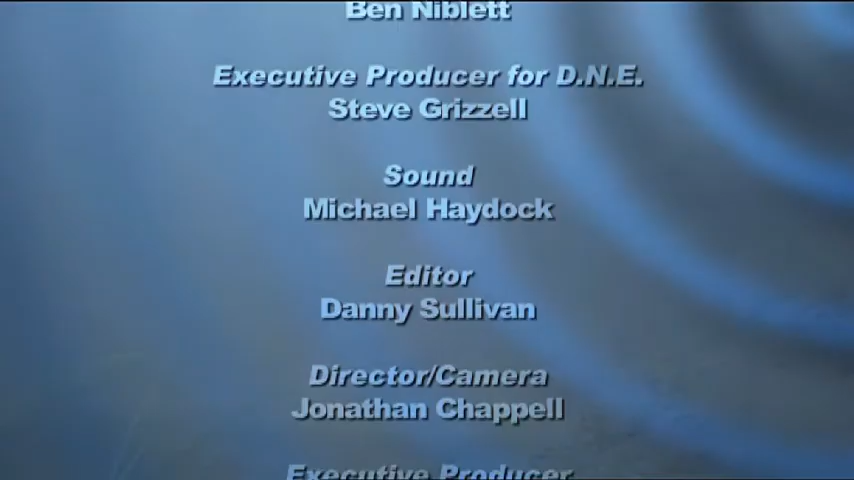 Ben Niblett
Executive Producer for D.N.E.
Steve Grizzell
Sound
Michael Haydock
Editor
Danny Sullivan
Director/Camera
Jonathan Chappell
Executive Producer